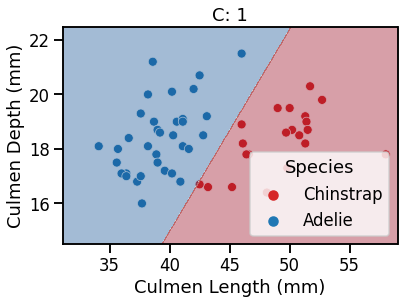 C: 1
Culmen Depth (mm)
22
20
18
16
Species
Chinstrap
Adelie
35
40
45
50
55
Culmen Length (mm)